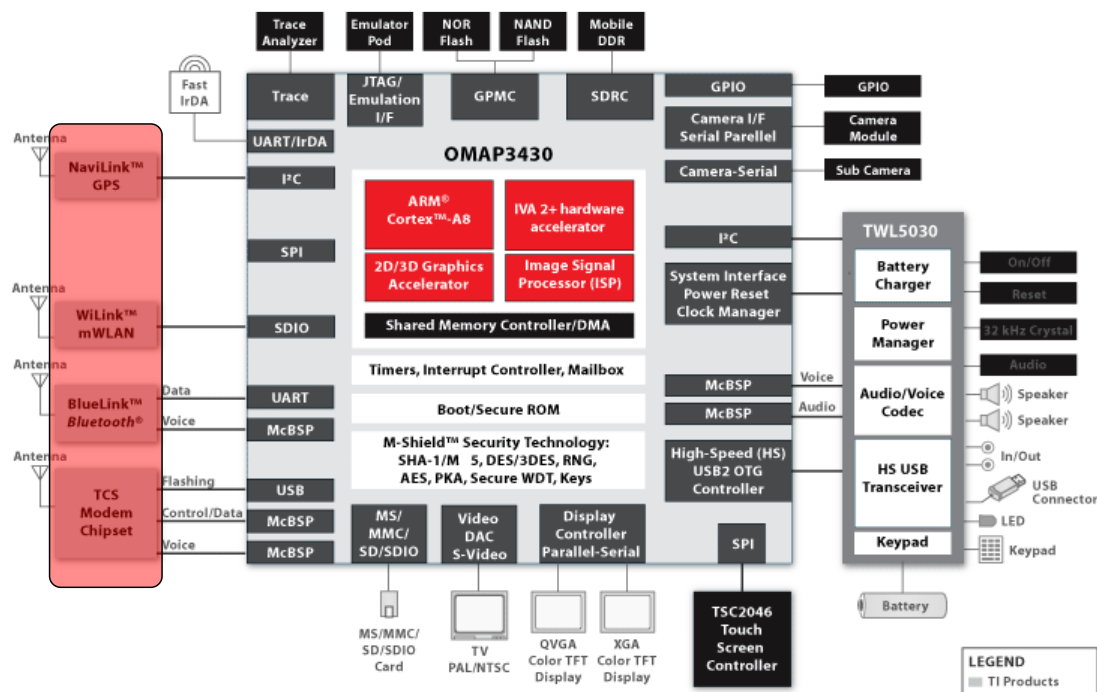 Trace
Analyzer
Emulator
Pod
NOR
Flash
NAND
Flash
Mobile
DDR
Fast
IrDA
Trace
JTAG/
Emulation
I/F
GPMC
SDRC
GPIO
GPIO
Camera I/F
Serial Parellel
Camera
Module
Camera-Serial
Sub Camera
UART/IrDA
OMAP3430
Antenna
NaviLink™
GPS
I²C
ARM®
Cortex™-A8
IVA 2+ hardware
accelerator
2D/3D Graphics
Accelerator
Image Signal
Processor (ISP)
Shared Memory Controller/DMA
SPI
I²C
System Interface
Power Reset
Clock Manager
TWL5030
Battery
Charger
On/Off
Reset
Power
Manager
32 kHz Crystal
Antenna
WiLink™
mWLAN
SDIO
Timers, Interrupt Controller, Mailbox
Audio
Antenna
BlueLink™
Bluetooth®
Data
UART
Voice
McBSP
Boot/Secure ROM
McBSP
Voice
McBSP
Audio
Audio/Voice
Codec
Speaker
Speaker
Antenna
TCS
Modem
Chipset
Flashing
USB
Control/Data
McBSP
Voice
McBSP
M-Shield™ Security Technology:
SHA-1/M 5, DES/3DES, RNG,
AES, PKA, Secure WDT, Keys
High-Speed (HS)
USB2 OTG
Controller
HS USB
Transceiver
In/Out
USB
Connector
LED
Keypad
Keypad
MS/
MMC/
SD/SDIO
Video
DAC
S-Video
Display
Controller
Parallel-Serial
SPI
Battery
MS/MMC/
SD/SDIO
Card
TV
PAL/NTSC
QVGA
Color TFT
Display
XGA
Color TFT
Display
TSC2046
Touch
Screen
Controller
LEGEND
TI Products